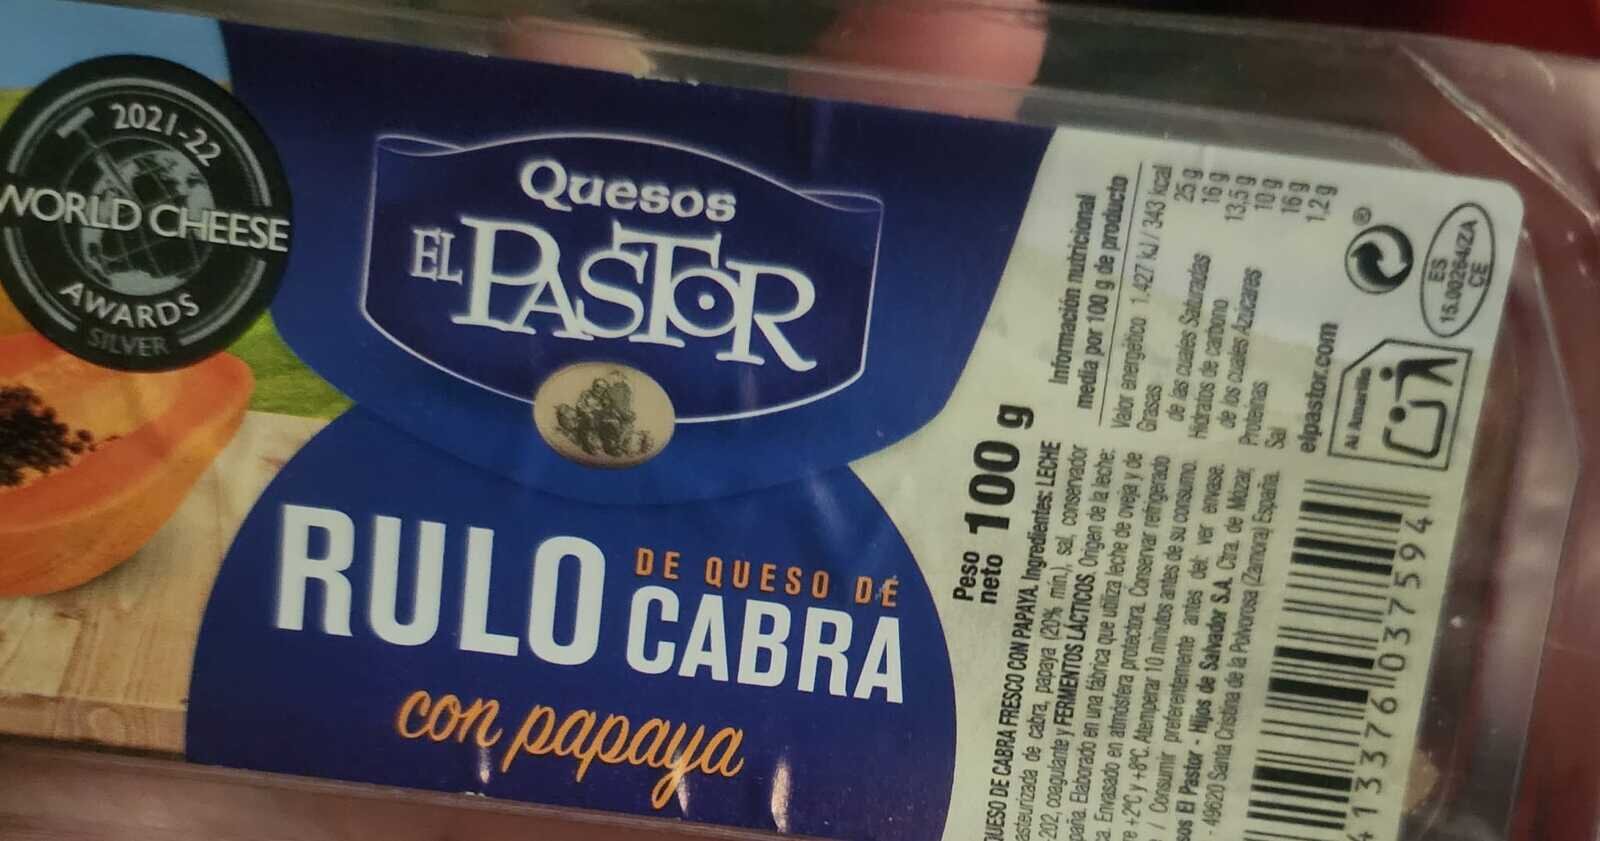 2021-22
WORLD CHEESE
AWARDS
SILVER
Quesos
EL PASTOR
RULO DE QUESO DE
CABRA
con papaya
Peso
neto 100 g
QUESO DE CABRA FRESCO CON PAPAYA. Ingredientes: LECHE
pasteurizada de cabra, papaya (20% mín.), sal, conservador
202, coagulante y FERMENTOS LÁCTICOS. Origen de la leche:
España. Elaborado en una fábrica que utiliza leche de oveja y de
Envasado en atmósfera protectora. Conservar refrigerado
+2ºC y +8ºC. Atemperar 10 minutos antes de su consumo.
/ Consumir preferentemente antes del: ver envase.
Quesos El Pastor - Hijos de Salvador S.A. Ctra. de Mózar,
- 49620 Santa Cristina de la Polvorosa (Zamora) España.
Información nutricional
media por 100 g de producto
Valor energético 1.427 kJ / 343 kcal
Grasas 25 g
de las cuales Saturadas 16 g
Hidratos de carbono 13,5 g
de los cuales Azúcares 10 g
Proteínas 16 g
Sal 1,2 g
elpastor.com
®
Al Amarillo
ES
15.002644/ZA
CE
413376 037594